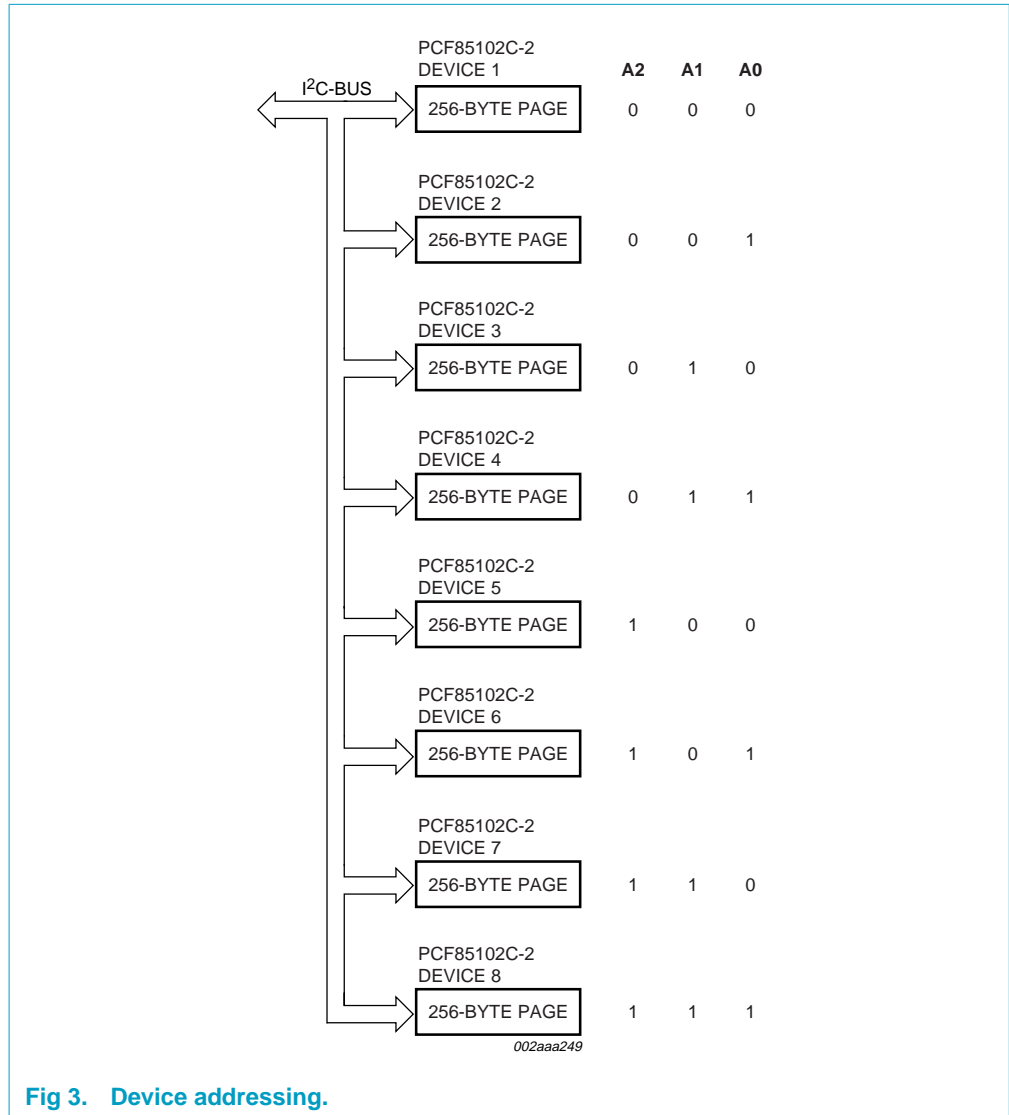 PCF85102C-2
DEVICE 1 A2 A1 A0
I2C-BUS
256-BYTE PAGE 0 0 0
PCF85102C-2
DEVICE 2
256-BYTE PAGE 0 0 1
PCF85102C-2
DEVICE 3
256-BYTE PAGE 0 1 0
PCF85102C-2
DEVICE 4
256-BYTE PAGE 0 1 1
PCF85102C-2
DEVICE 5
256-BYTE PAGE 1 0 0
PCF85102C-2
DEVICE 6
256-BYTE PAGE 1 0 1
PCF85102C-2
DEVICE 7
256-BYTE PAGE 1 1 0
PCF85102C-2
DEVICE 8
256-BYTE PAGE 1 1 1
002aaa249
Fig 3. Device addressing.